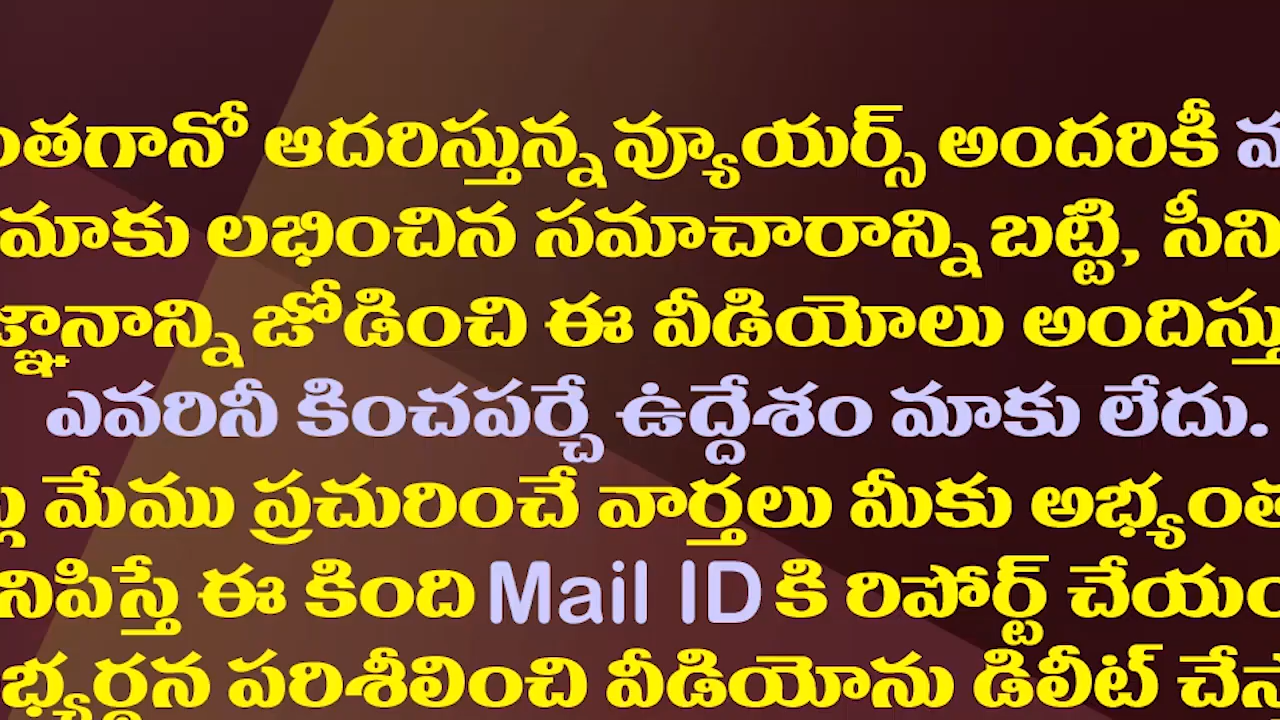 ంతగానో ఆదరిస్తున్న వ్యూయర్స్ అందరికీ
మాకు లభించిన సమాచారాన్ని బట్టి, సీని
జ్ఞానాన్ని జోడించి ఈ వీడియోలు అందిస్తు
ఎవరినీ కించపర్చే ఉద్దేశం మాకు లేదు.
మేము ప్రచురించే వార్తలు మీకు అభ్యంత
నిపిస్తే ఈ కింది Mail ID కి రిపోర్ట్ చేయం
భ్యర్థన పరిశీలించి వీడియోను డిలీట్ చేస